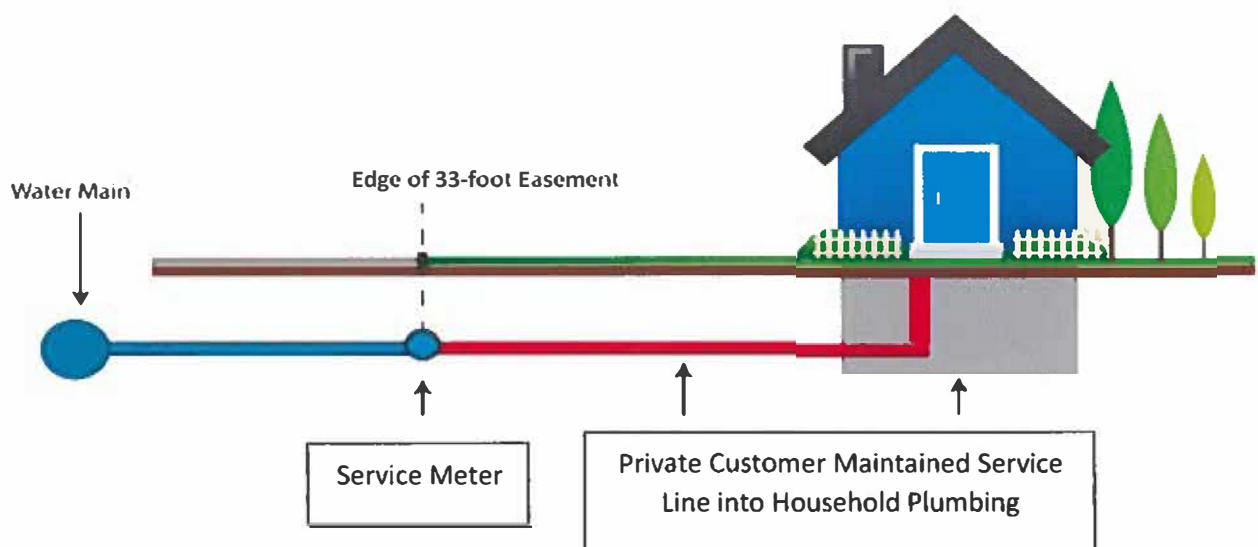 Edge of 33-foot Easement
Water Main
Service Meter
Private Customer Maintained Service
Line into Household Plumbing